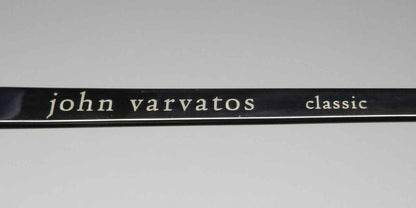 john varvatos classic